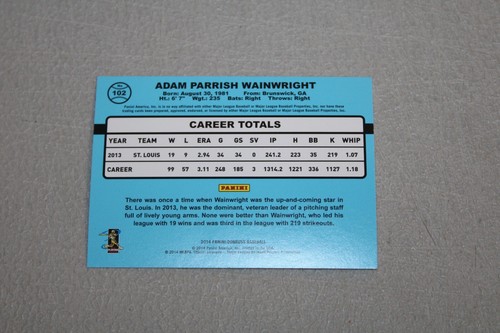 102
ADAM PARRISH WAINWRIGHT
Born: August 30, 1981 From: Brunswick, GA
Ht.: 6' 7" Wgt.: 235 Bats: Right Throws: Right
CAREER TOTALS
YEAR TEAM W L ERA G GS SV IP H BB K WHIP
2013 ST. LOUIS 19 9 2.94 34 34 0 241.2 223 35 219 1.07
CAREER 99 57 3.11 248 185 3 1314.2 1221 336 1127 1.18
PANINI
There was a once time when Wainwright was the up-and-coming star in
St. Louis. In 2013, he was the dominant, veteran leader of a pitching staff
full of lively young arms. None were better than Wainwright, who led his
league with 19 wins and was third in the league with 219 strikeouts.
2014 PANINI DONRUSS BASEBALL